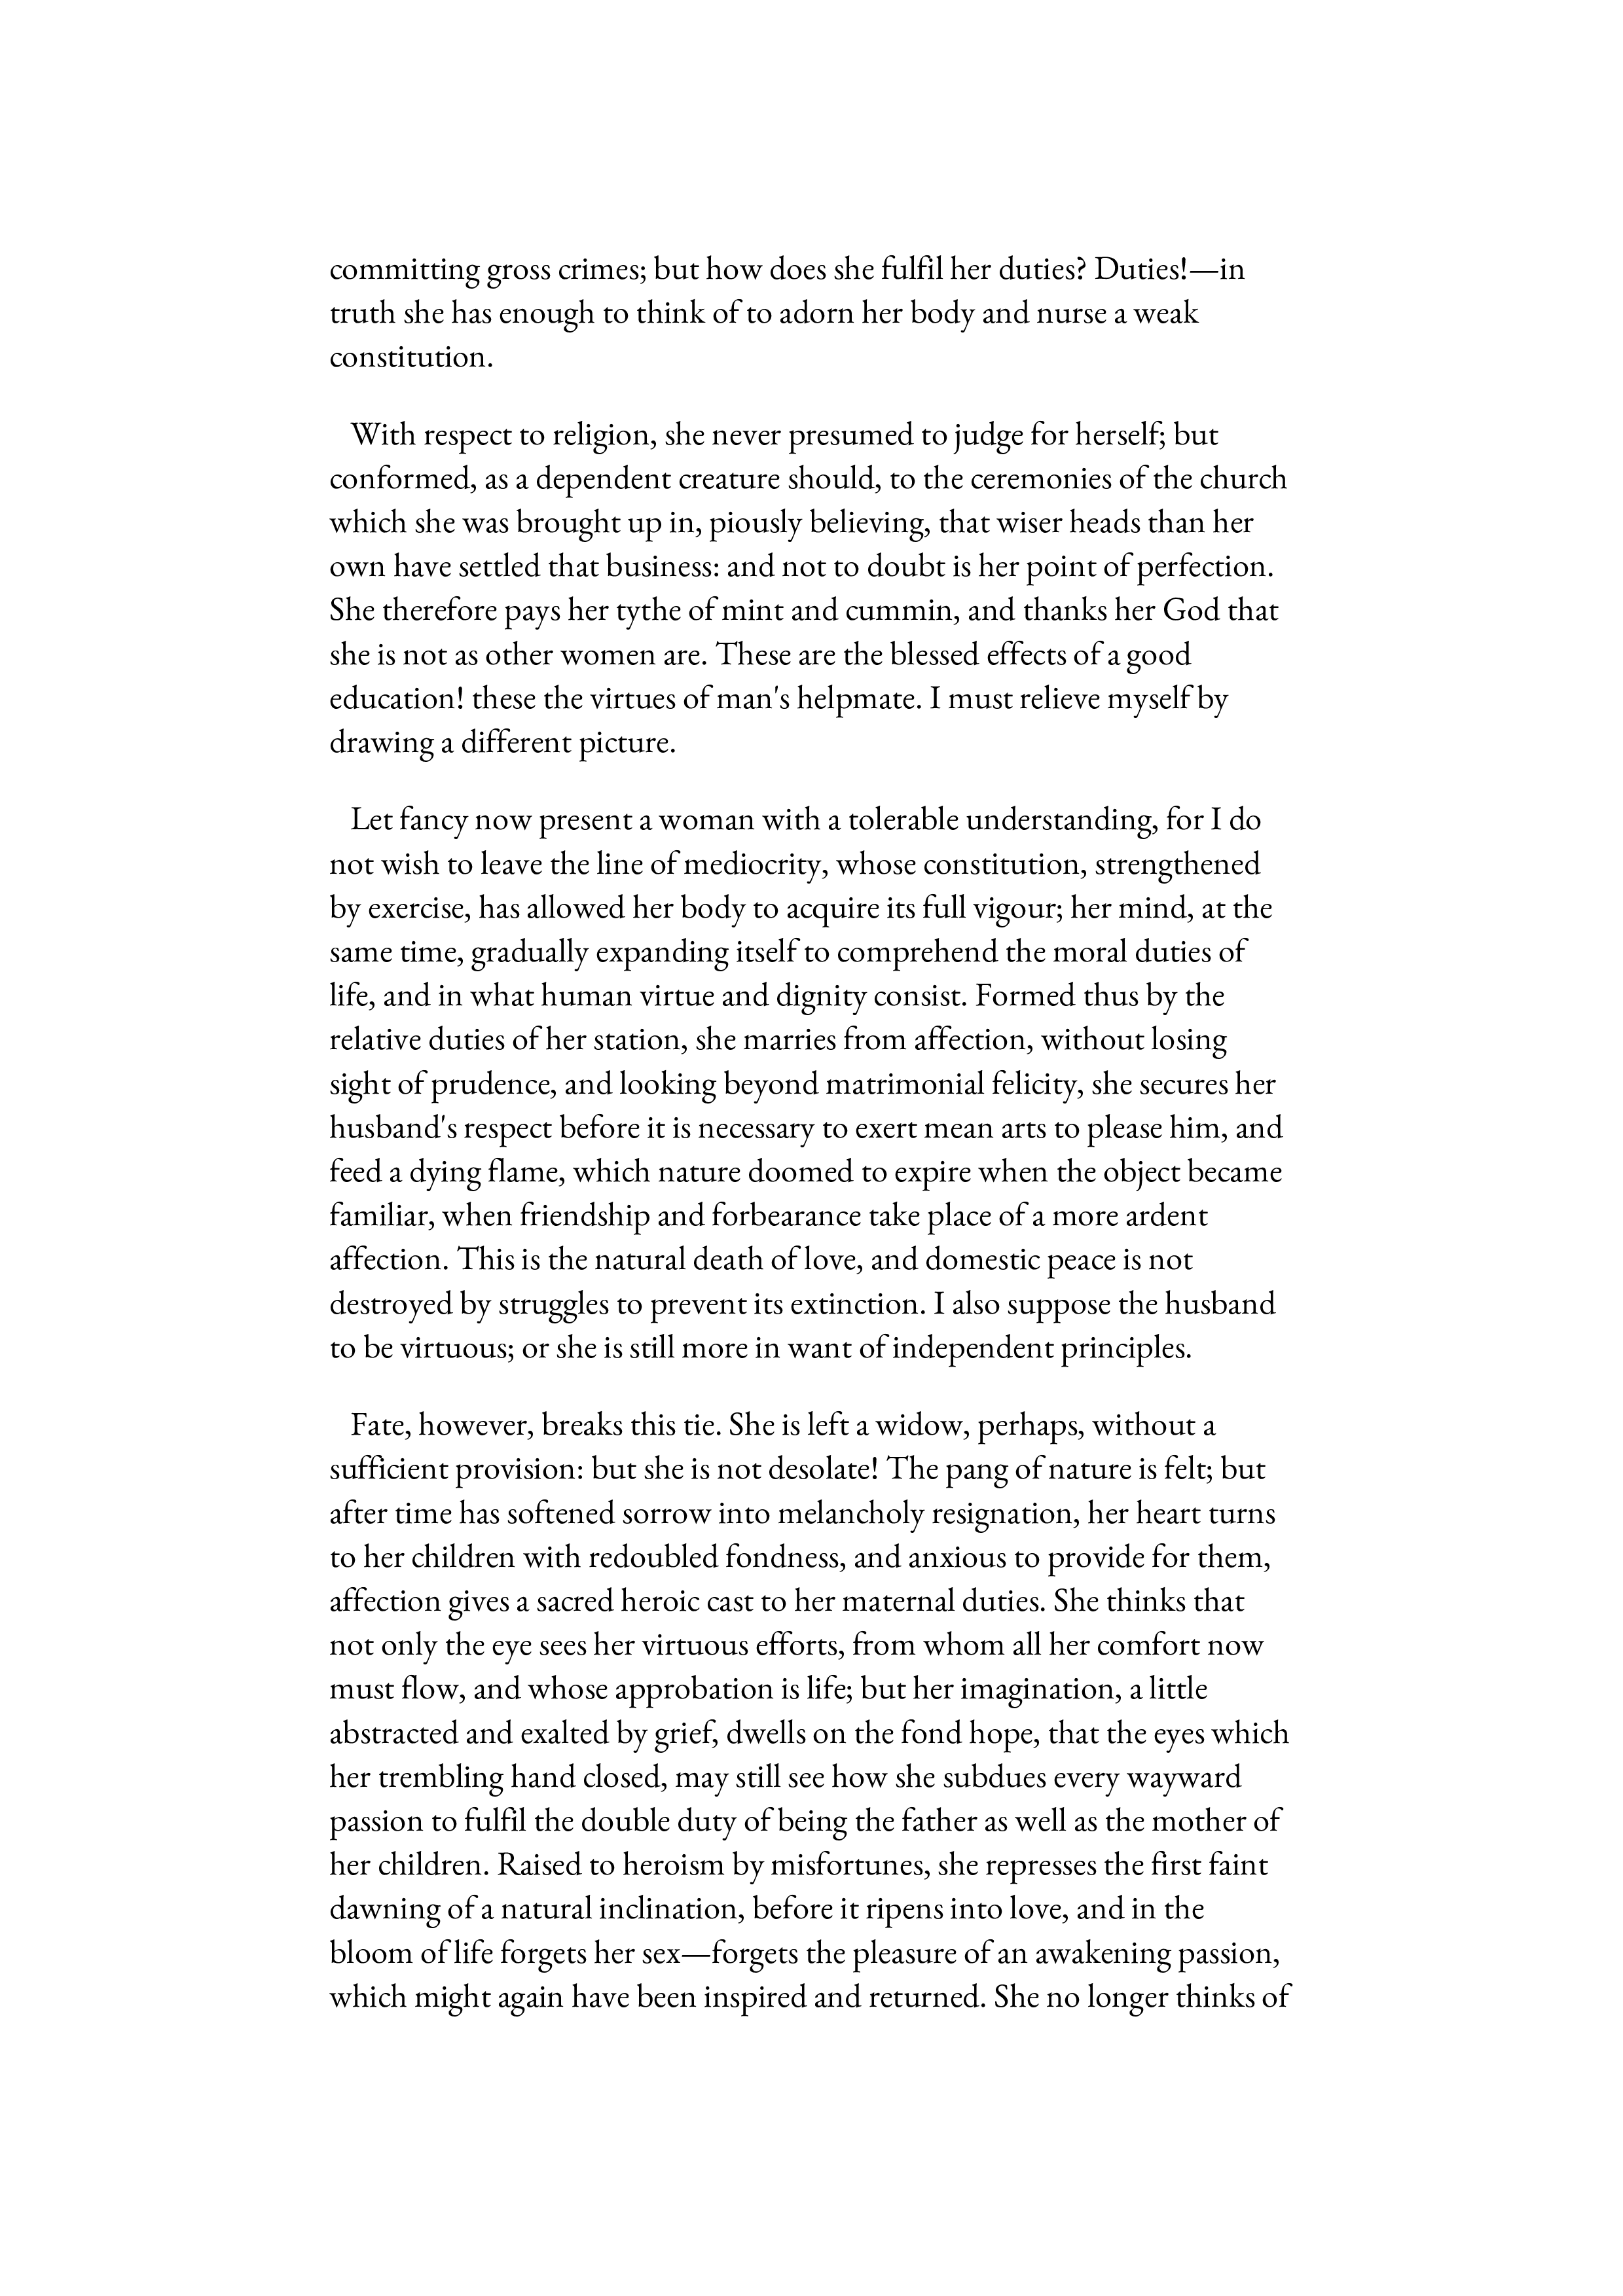 committing gross crimes; but how does she fulfil her duties? Duties!—in
truth she has enough to think of to adorn her body and nurse a weak
constitution.
With respect to religion, she never presumed to judge for herself; but
conformed, as a dependent creature should, to the ceremonies of the church
which she was brought up in, piously believing, that wiser heads than her
own have settled that business: and not to doubt is her point of perfection.
She therefore pays her tythe of mint and cummin, and thanks her God that
she is not as other women are. These are the blessed effects of a good
education! these the virtues of man's helpmate. I must relieve myself by
drawing a different picture.
Let fancy now present a woman with a tolerable understanding, for I do
not wish to leave the line of mediocrity, whose constitution, strengthened
by exercise, has allowed her body to acquire its full vigour; her mind, at the
same time, gradually expanding itself to comprehend the moral duties of
life, and in what human virtue and dignity consist. Formed thus by the
relative duties of her station, she marries from affection, without losing
sight of prudence, and looking beyond matrimonial felicity, she secures her
husband's respect before it is necessary to exert mean arts to please him, and
feed a dying flame, which nature doomed to expire when the object became
familiar, when friendship and forbearance take place of a more ardent
affection. This is the natural death of love, and domestic peace is not
destroyed by struggles to prevent its extinction. I also suppose the husband
to be virtuous; or she is still more in want of independent principles.
Fate, however, breaks this tie. She is left a widow, perhaps, without a
sufficient provision: but she is not desolate! The pang of nature is felt; but
after time has softened sorrow into melancholy resignation, her heart turns
to her children with redoubled fondness, and anxious to provide for them,
affection gives a sacred heroic cast to her maternal duties. She thinks that
not only the eye sees her virtuous efforts, from whom all her comfort now
must flow, and whose approbation is life; but her imagination, a little
abstracted and exalted by grief, dwells on the fond hope, that the eyes which
her trembling hand closed, may still see how she subdues every wayward
passion to fulfil the double duty of being the father as well as the mother of
her children. Raised to heroism by misfortunes, she represses the first faint
dawning of a natural inclination, before it ripens into love, and in the
bloom of life forgets her sex—forgets the pleasure of an awakening passion,
which might again have been inspired and returned. She no longer thinks of